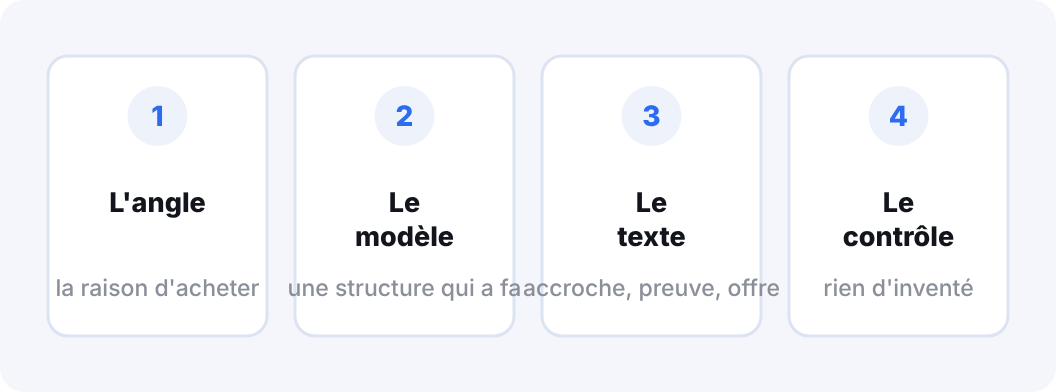 1
L'angle
la raison d'acheter
2
Le
modèle
une structure qui a fa
3
Le
texte
accroche, preuve, offre
4
Le
contrôle
rien d'inventé